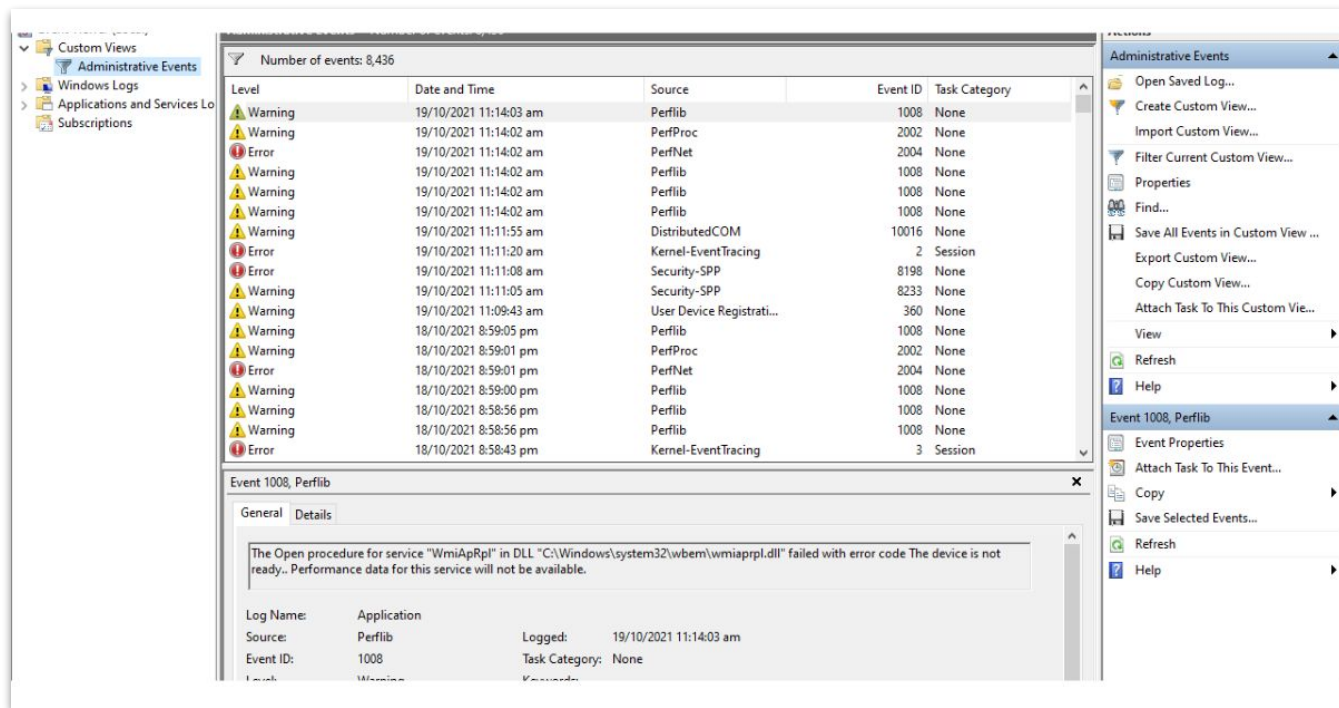 Custom Views
Administrative Events
Windows Logs
Applications and Services Lo
Subscriptions
Number of events: 8,436
Level Date and Time Source Event ID Task Category
Warning 19/10/2021 11:14:03 am Perflib 1008 None
Warning 19/10/2021 11:14:02 am PerfProc 2002 None
Error 19/10/2021 11:14:02 am PerfNet 2004 None
Warning 19/10/2021 11:14:02 am Perflib 1008 None
Warning 19/10/2021 11:14:02 am Perflib 1008 None
Warning 19/10/2021 11:14:02 am Perflib 1008 None
Warning 19/10/2021 11:11:55 am DistributedCOM 10016 None
Error 19/10/2021 11:11:20 am Kernel-EventTracing 2 Session
Error 19/10/2021 11:11:08 am Security-SPP 8198 None
Warning 19/10/2021 11:11:05 am Security-SPP 8233 None
Warning 19/10/2021 11:09:43 am User Device Registrati... 360 None
Warning 18/10/2021 8:59:05 pm Perflib 1008 None
Warning 18/10/2021 8:59:01 pm PerfProc 2002 None
Error 18/10/2021 8:59:01 pm PerfNet 2004 None
Warning 18/10/2021 8:59:00 pm Perflib 1008 None
Warning 18/10/2021 8:58:56 pm Perflib 1008 None
Warning 18/10/2021 8:58:56 pm Perflib 1008 None
Error 18/10/2021 8:58:43 pm Kernel-EventTracing 3 Session
Event 1008, Perflib
General Details
The Open procedure for service "WmiApRpl" in DLL "C:\Windows\system32\wbem\wmiaprpl.dll" failed with error code The device is not
ready.. Performance data for this service will not be available.
Log Name: Application
Source: Perflib Logged: 19/10/2021 11:14:03 am
Event ID: 1008 Task Category: None
Administrative Events
Open Saved Log...
Create Custom View...
Import Custom View...
Filter Current Custom View...
Properties
Find...
Save All Events in Custom View ...
Export Custom View...
Copy Custom View...
Attach Task To This Custom Vie...
View
Refresh
Help
Event 1008, Perflib
Event Properties
Attach Task To This Event...
Copy
Save Selected Events...
Refresh
Help